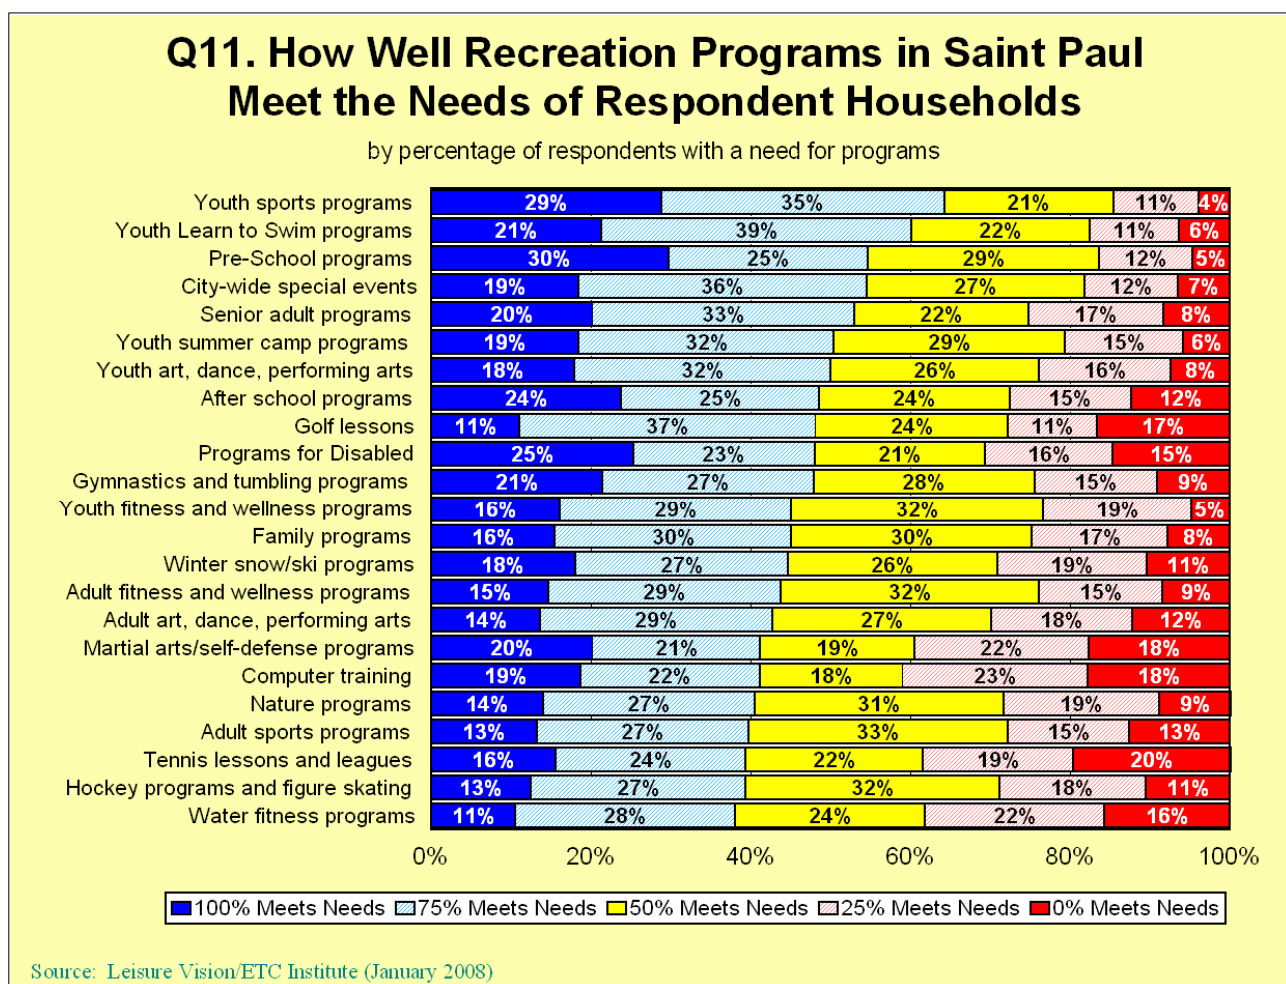 Q11. How Well Recreation Programs in Saint Paul
Meet the Needs of Respondent Households
by percentage of respondents with a need for programs
Youth sports programs 29% 35% 21% 11% 4%
Youth Learn to Swim programs 21% 39% 22% 11% 6%
Pre-School programs 30% 25% 29% 12% 5%
City-wide special events 19% 36% 27% 12% 7%
Senior adult programs 20% 33% 22% 17% 8%
Youth summer camp programs 19% 32% 29% 15% 6%
Youth art, dance, performing arts 18% 32% 26% 16% 8%
After school programs 24% 25% 24% 15% 12%
Golf lessons 11% 37% 24% 11% 17%
Programs for Disabled 25% 23% 21% 16% 15%
Gymnastics and tumbling programs 21% 27% 28% 15% 9%
Youth fitness and wellness programs 16% 29% 32% 19% 5%
Family programs 16% 30% 30% 17% 8%
Winter snow/ski programs 18% 27% 26% 19% 11%
Adult fitness and wellness programs 15% 29% 32% 15% 9%
Adult art, dance, performing arts 14% 29% 27% 18% 12%
Martial arts/self-defense programs 20% 21% 19% 22% 18%
Computer training 19% 22% 18% 23% 18%
Nature programs 14% 27% 31% 19% 9%
Adult sports programs 13% 27% 33% 15% 13%
Tennis lessons and leagues 16% 24% 22% 19% 20%
Hockey programs and figure skating 13% 27% 32% 18% 11%
Water fitness programs 11% 28% 24% 22% 16%
0% 20% 40% 60% 80% 100%
100% Meets Needs 75% Meets Needs 50% Meets Needs 25% Meets Needs 0% Meets Needs
Source: Leisure Vision/ETC Institute (January 2008)